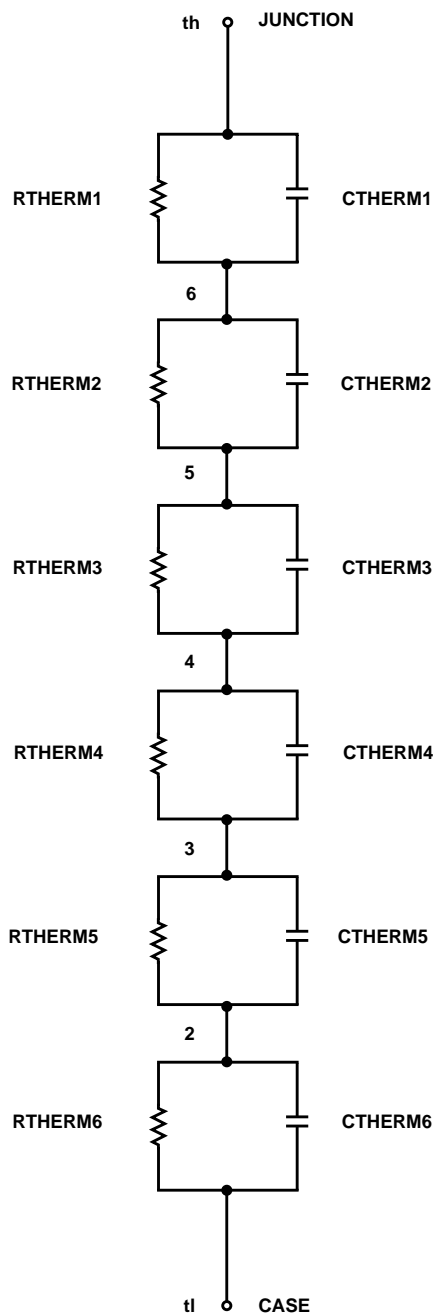 th JUNCTION
RTHERM1 CTHERM1
6
RTHERM2 CTHERM2
5
RTHERM3 CTHERM3
4
RTHERM4 CTHERM4
3
RTHERM5 CTHERM5
2
RTHERM6 CTHERM6
tl CASE